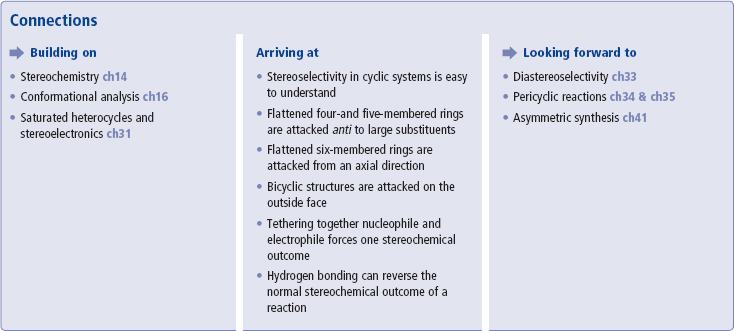 Connections
Building on
• Stereochemistry ch14
• Conformational analysis ch16
• Saturated heterocycles and
stereoelectronics ch31
Arriving at
• Stereoselectivity in cyclic systems is easy
to understand
• Flattened four-and five-membered rings
are attacked anti to large substituents
• Flattened six-membered rings are
attacked from an axial direction
• Bicyclic structures are attacked on the
outside face
• Tethering together nucleophile and
electrophile forces one stereochemical
outcome
• Hydrogen bonding can reverse the
normal stereochemical outcome of a
reaction
Looking forward to
• Diastereoselectivity ch33
• Pericyclic reactions ch34 & ch35
• Asymmetric synthesis ch41